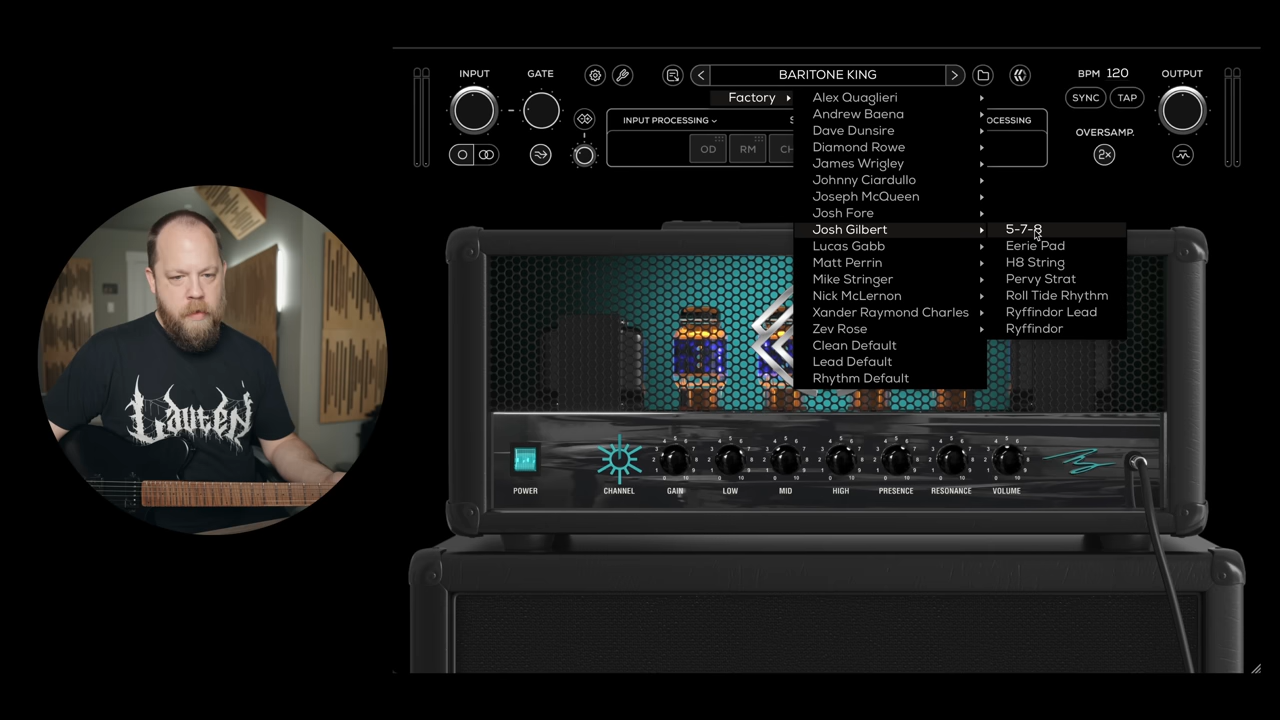 INPUT
GATE
BARITONE KING
BPM 120
OUTPUT
SYNC
TAP
OVERSAMP.
2x
Factory
INPUT PROCESSING
S
OCESSING
OD
RM
CH
Alex Quaglieri
Andrew Baena
Dave Dunsire
Diamond Rowe
James Wrigley
Johnny Ciardullo
Joseph McQueen
Josh Fore
Josh Gilbert
Lucas Gabb
Matt Perrin
Mike Stringer
Nick McLernon
Xander Raymond Charles
Zev Rose
Clean Default
Lead Default
Rhythm Default
5-7-8
Eerie Pad
H8 String
Pervy Strat
Roll Tide Rhythm
Ryffindor Lead
Ryffindor
Lauten
POWER
CHANNEL
GAIN
LOW
MID
HIGH
PRESENCE
RESONANCE
VOLUME